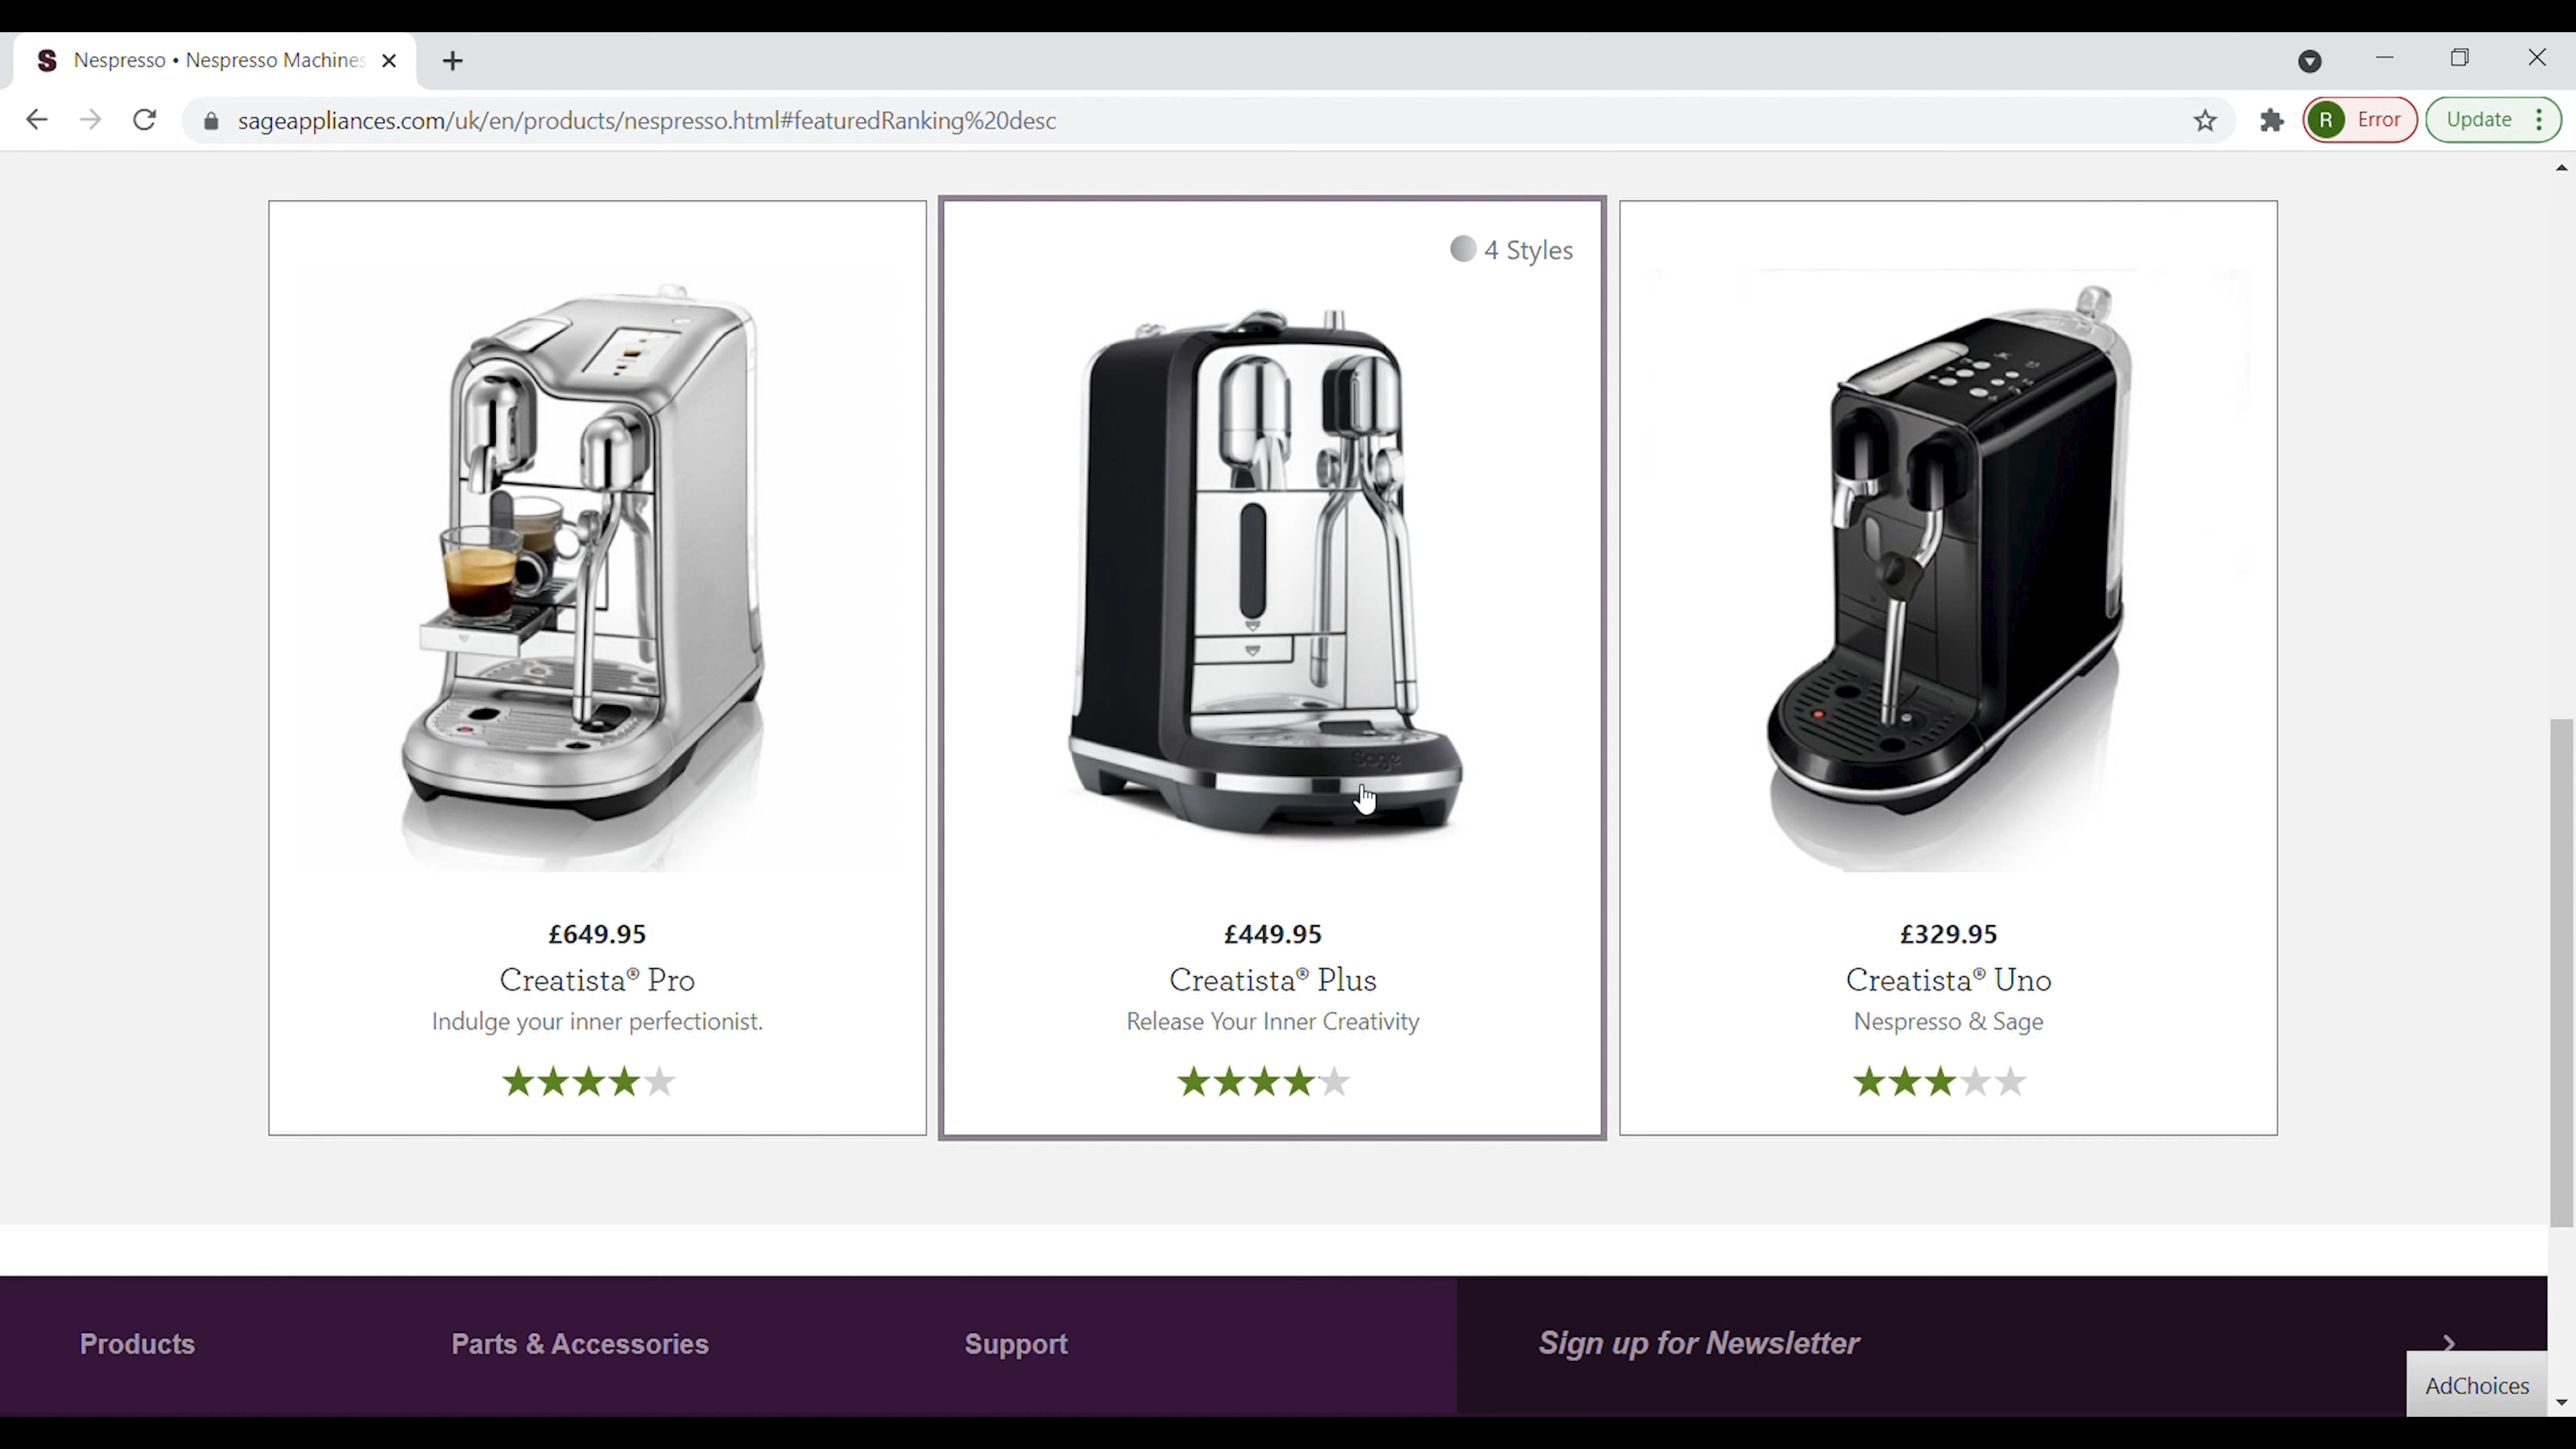 S Nespresso • Nespresso Machines
sageappliances.com/uk/en/products/nespresso.html#featuredRanking%20desc
R Error
Update
4 Styles
Sage
£649.95
Creatista® Pro
Indulge your inner perfectionist.
£449.95
Creatista® Plus
Release Your Inner Creativity
£329.95
Creatista® Uno
Nespresso & Sage
Products
Parts & Accessories
Support
Sign up for Newsletter
AdChoices